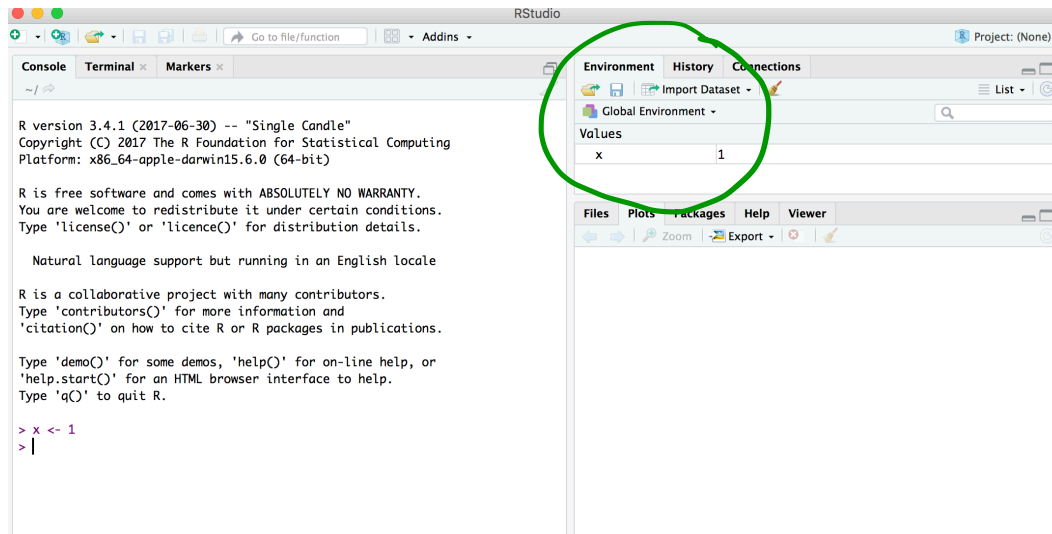 RStudio
Go to file/function
Addins
Project: (None)
Console Terminal Markers
~/
R version 3.4.1 (2017-06-30) -- "Single Candle"
Copyright (C) 2017 The R Foundation for Statistical Computing
Platform: x86_64-apple-darwin15.6.0 (64-bit)
R is free software and comes with ABSOLUTELY NO WARRANTY.
You are welcome to redistribute it under certain conditions.
Type 'license()' or 'licence()' for distribution details.
Natural language support but running in an English locale
R is a collaborative project with many contributors.
Type 'contributors()' for more information and
'citation()' on how to cite R or R packages in publications.
Type 'demo()' for some demos, 'help()' for on-line help, or
'help.start()' for an HTML browser interface to help.
Type 'q()' to quit R.
> x <- 1
>
Environment History Connections
Import Dataset List
Global Environment
Values
x 1
Files Plots Packages Help Viewer
Zoom Export